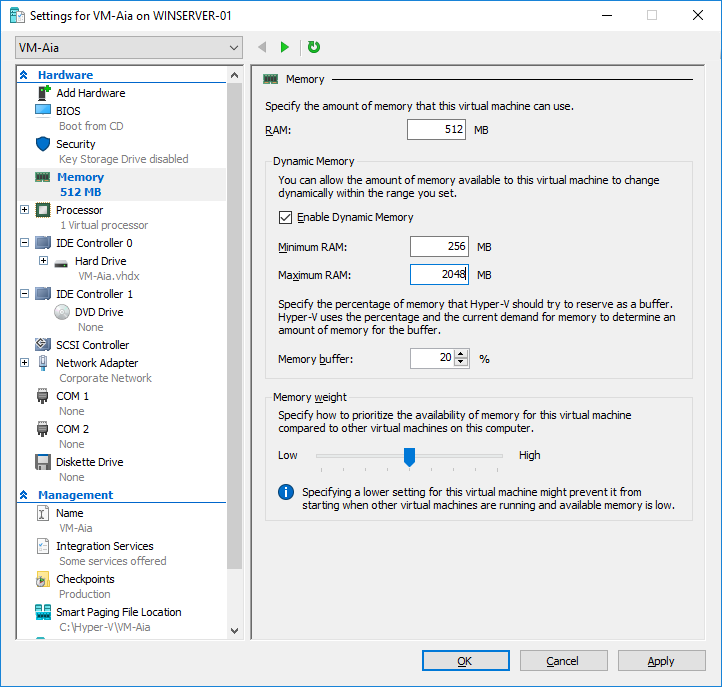 Settings for VM-Aia on WINSERVER-01
VM-Aia
Hardware
Add Hardware
BIOS
Boot from CD
Security
Key Storage Drive disabled
Memory
512 MB
Processor
1 Virtual processor
IDE Controller 0
Hard Drive
VM-Aia.vhdx
IDE Controller 1
DVD Drive
None
SCSI Controller
Network Adapter
Corporate Network
COM 1
None
COM 2
None
Diskette Drive
None
Management
Name
VM-Aia
Integration Services
Some services offered
Checkpoints
Production
Smart Paging File Location
C:\Hyper-V\VM-Aia
Memory
Specify the amount of memory that this virtual machine can use.
RAM: 512 MB
Dynamic Memory
You can allow the amount of memory available to this virtual machine to change
dynamically within the range you set.
Enable Dynamic Memory
Minimum RAM: 256 MB
Maximum RAM: 2048 MB
Specify the percentage of memory that Hyper-V should try to reserve as a buffer.
Hyper-V uses the percentage and the current demand for memory to determine an
amount of memory for the buffer.
Memory buffer: 20 %
Memory weight
Specify how to prioritize the availability of memory for this virtual machine
compared to other virtual machines on this computer.
Low High
Specifying a lower setting for this virtual machine might prevent it from
starting when other virtual machines are running and available memory is low.
OK Cancel Apply